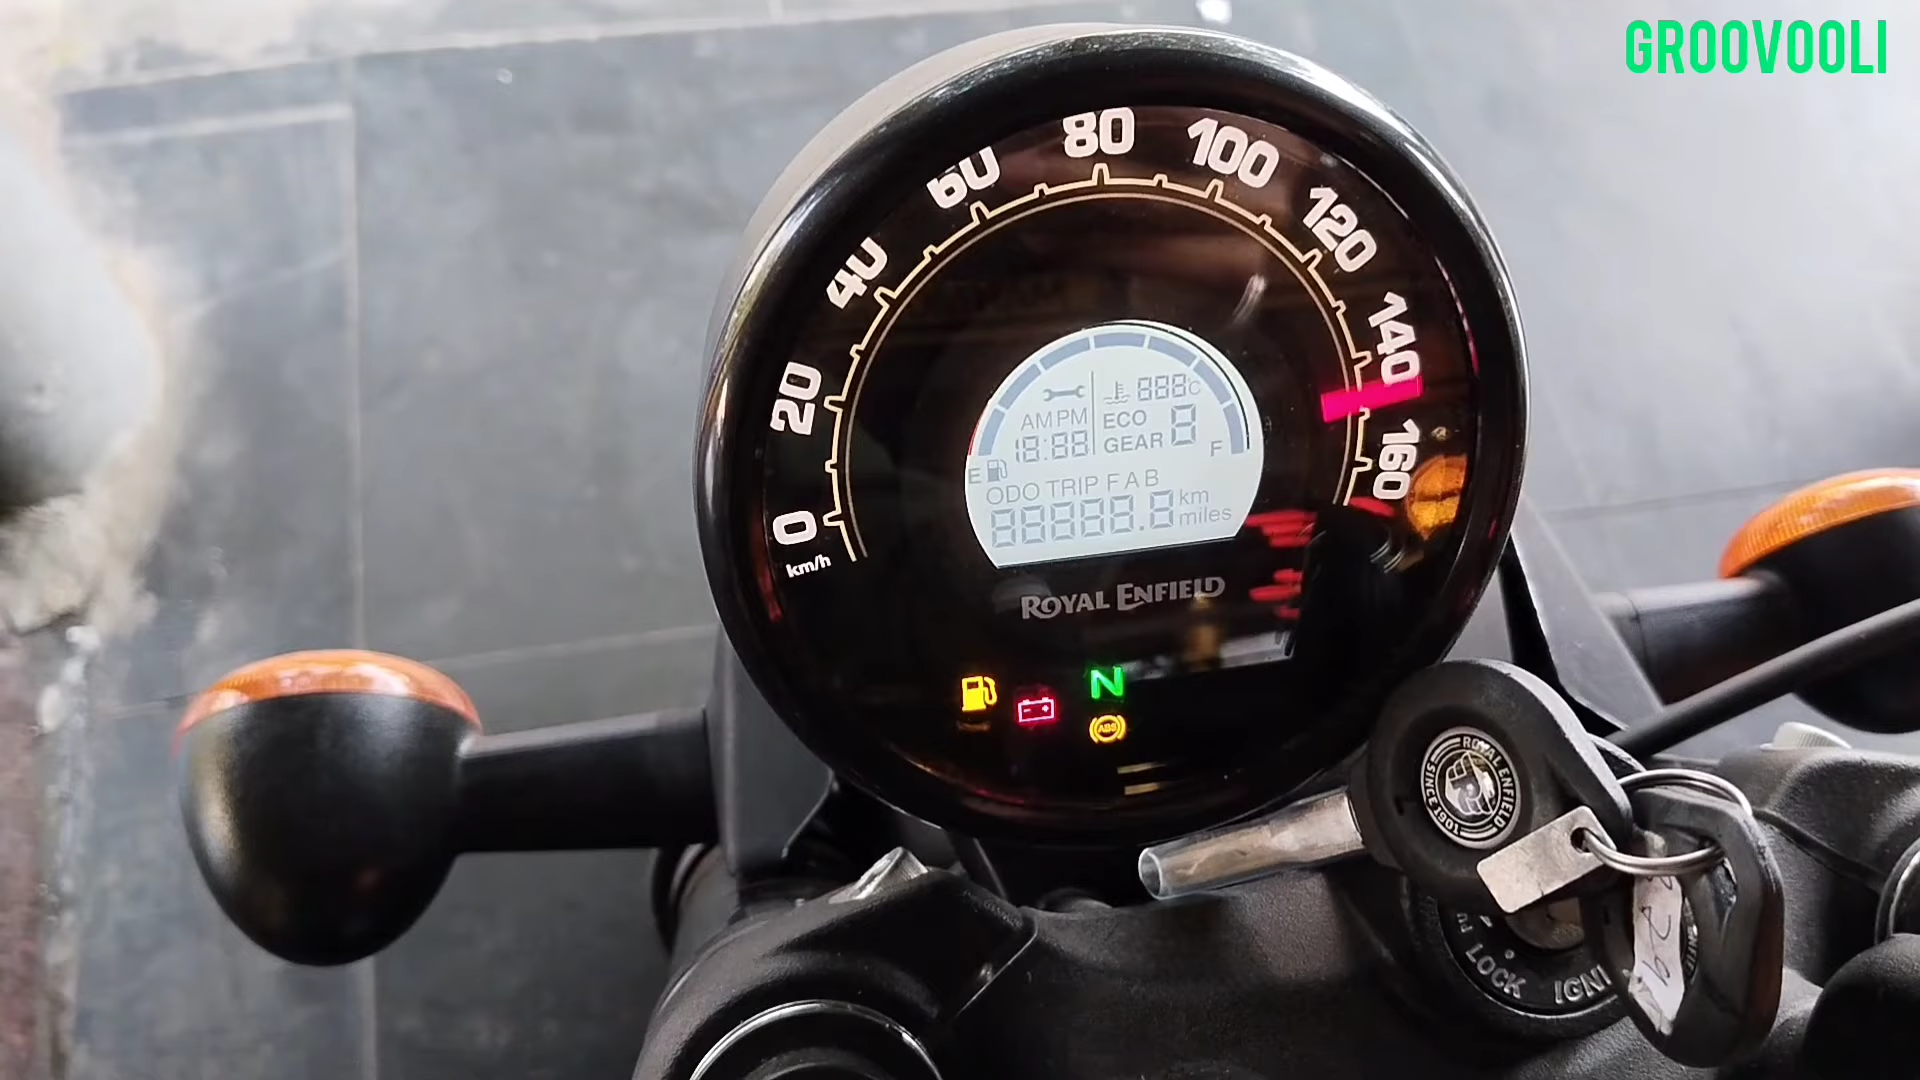 GROOVOOLI
0
20
40
60
80
100
120
140
160
km/h
888°C
AM PM
ECO
18:88
GEAR 8
E
F
ODO TRIP F A B
88888.8 km
miles
ROYAL ENFIELD
N
ABS
ROYAL ENFIELD
SINCE 1901
LOCK